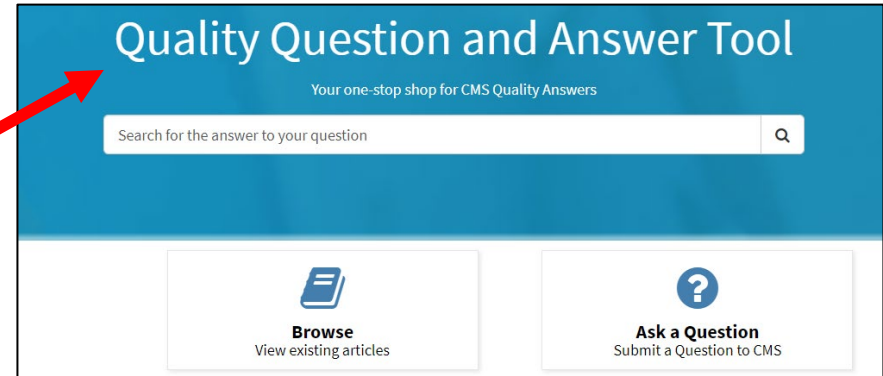 Quality Question and Answer Tool
Your one-stop shop for CMS Quality Answers
Search for the answer to your question
Browse
View existing articles
Ask a Question
Submit a Question to CMS